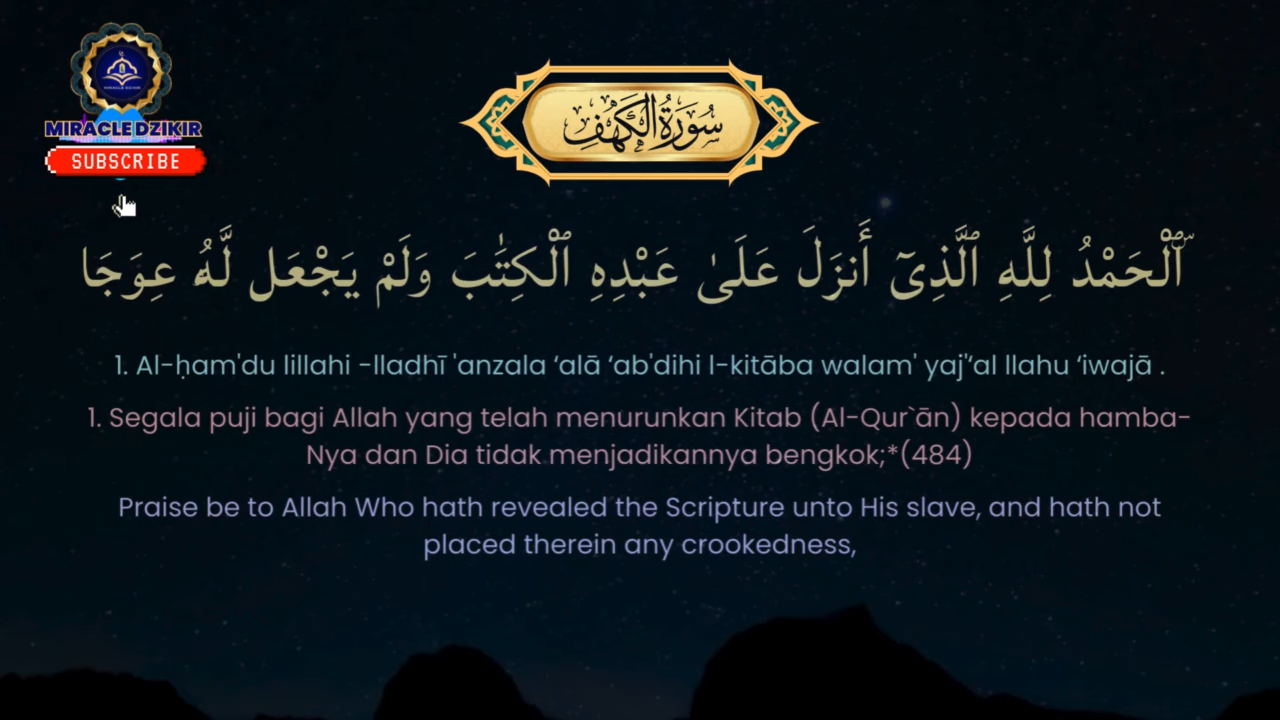 MIRACLE DZIKIR
SUBSCRIBE
سُورَةُ الكَهْفِ
ٱلْحَمْدُ لِلَّهِ ٱلَّذِىٓ أَنزَلَ عَلَىٰ عَبْدِهِ ٱلْكِتَٰبَ وَلَمْ يَجْعَل لَّهُۥ عِوَجَا
1. Al-ḥam'du lillahi -lladhī 'anzala ‘alā ‘ab'dihi l-kitāba walam' yaj'‘al llahu ‘iwajā .
1. Segala puji bagi Allah yang telah menurunkan Kitab (Al-Qur`ān) kepada hamba-
Nya dan Dia tidak menjadikannya bengkok;*(484)
Praise be to Allah Who hath revealed the Scripture unto His slave, and hath not
placed therein any crookedness,